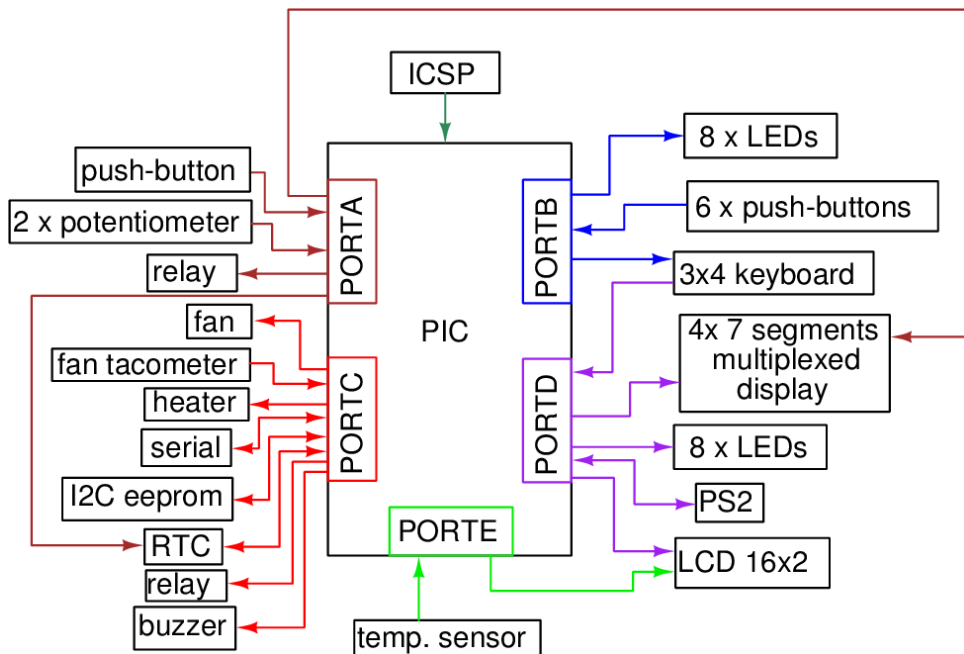 ICSP
8 x LEDs
push-button
6 x push-buttons
2 x potentiometer
PORTA
PORTB
relay
3x4 keyboard
fan
PIC
4x 7 segments
multiplexed
display
fan tacometer
heater
PORTC
PORTD
serial
8 x LEDs
I2C eeprom
PS2
PORTE
RTC
LCD 16x2
relay
buzzer
temp. sensor